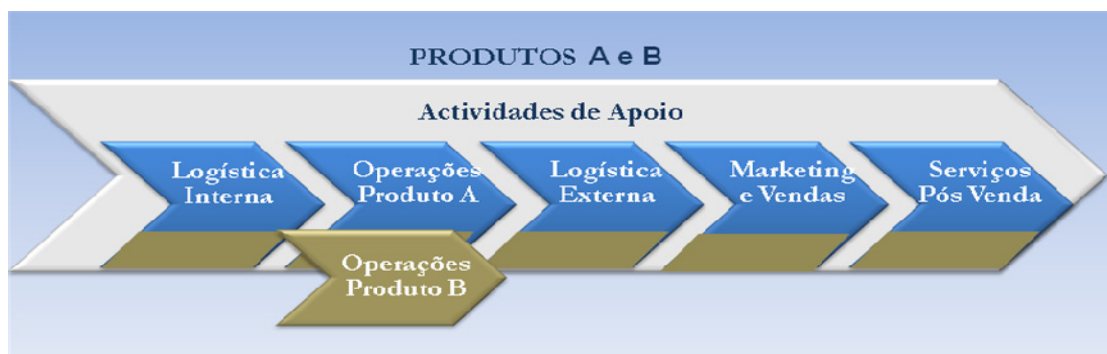 PRODUTOS A e B
Actividades de Apoio
Logística
Interna
Operações
Produto A
Logística
Externa
Marketing
e Vendas
Serviços
Pós Venda
Operações
Produto B